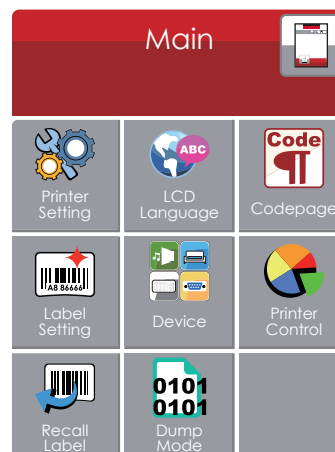 Main
Code
ABC
Printer
Setting
LCD
Language
Codepage
A8 86666
Label
Setting
Device
Printer
Control
0101
0101
Recall
Label
Dump
Mode